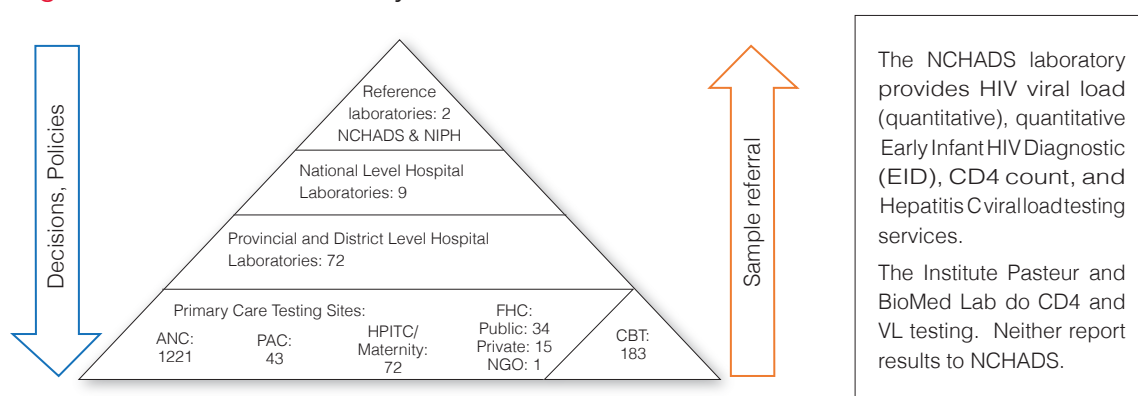 Decisions, Policies
Reference
laboratories: 2
NCHADS & NIPH
National Level Hospital
Laboratories: 9
Provincial and District Level Hospital
Laboratories: 72
Primary Care Testing Sites:
ANC:
1221
PAC:
43
HPITC/
Maternity:
72
FHC:
Public: 34
Private: 15
NGO: 1
CBT:
183
Sample referral
The NCHADS laboratory
provides HIV viral load
(quantitative), quantitative
Early Infant HIV Diagnostic
(EID), CD4 count, and
Hepatitis C viral load testing
services.
The Institute Pasteur and
BioMed Lab do CD4 and
VL testing. Neither report
results to NCHADS.